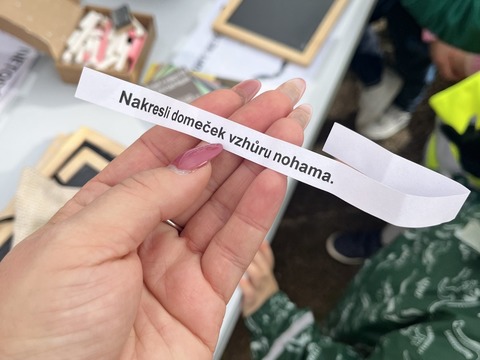 Nakresli domeček vzhůru nohama.